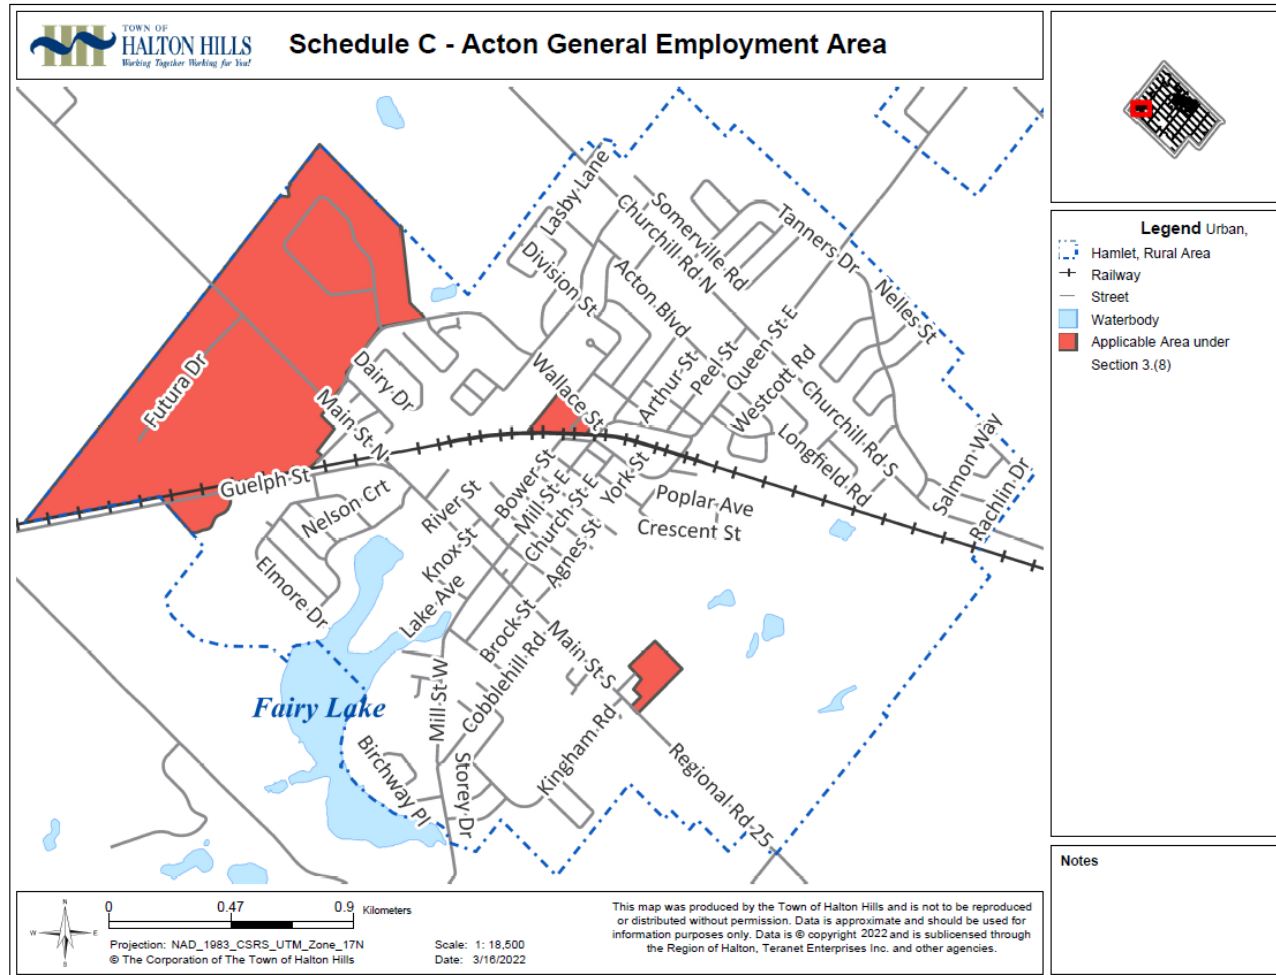 TOWN OF
HALTON HILLS
Working Together Working for You!
Schedule C - Acton General Employment Area
Legend Urban,
Hamlet, Rural Area
Railway
Street
Waterbody
Applicable Area under
Section 3.(8)
Notes
Lasby Lane
Somerville Rd
Churchill Rd N
Tanners Dr
Division St
Acton Blvd
Nelles St
Queen St E
Peel St
Arthur St
Westcott Rd
Wallace St
Futura Dr
Dairy Dr
Main St N
Churchill Rd S
Longfield Rd
Salmon Way
Rachlin Dr
Guelph St
Nelson Crt
River St
Bower St
Mill St E
Church St E
York St
Poplar Ave
Crescent St
Knox St
Agnes St
Elmore Dr
Lake Ave
Brock St
Main St S
Cobblehill Rd
Mill St W
Fairy Lake
Birchway Pl
Storey Dr
Kingham Rd
Regional Rd 25
N
W
E
S
0
0.47
0.9
Kilometers
Projection: NAD_1983_CSRS_UTM_Zone_17N
© The Corporation of The Town of Halton Hills
Scale: 1: 18,500
Date: 3/16/2022
This map was produced by the Town of Halton Hills and is not to be reproduced
or distributed without permission. Data is approximate and should be used for
information purposes only. Data is © copyright 2022 and is sublicensed through
the Region of Halton, Teranet Enterprises Inc. and other agencies.